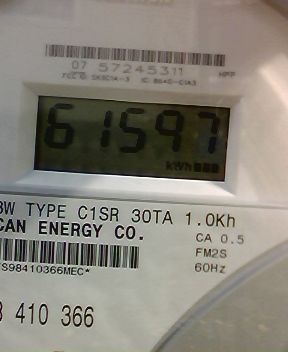 07 57245311
61597
kWh
3W TYPE C1SR 30TA 1.0Kh
CAN ENERGY CO.
CA 0.5
FM2S
60Hz
S98410366MEC*
410 366